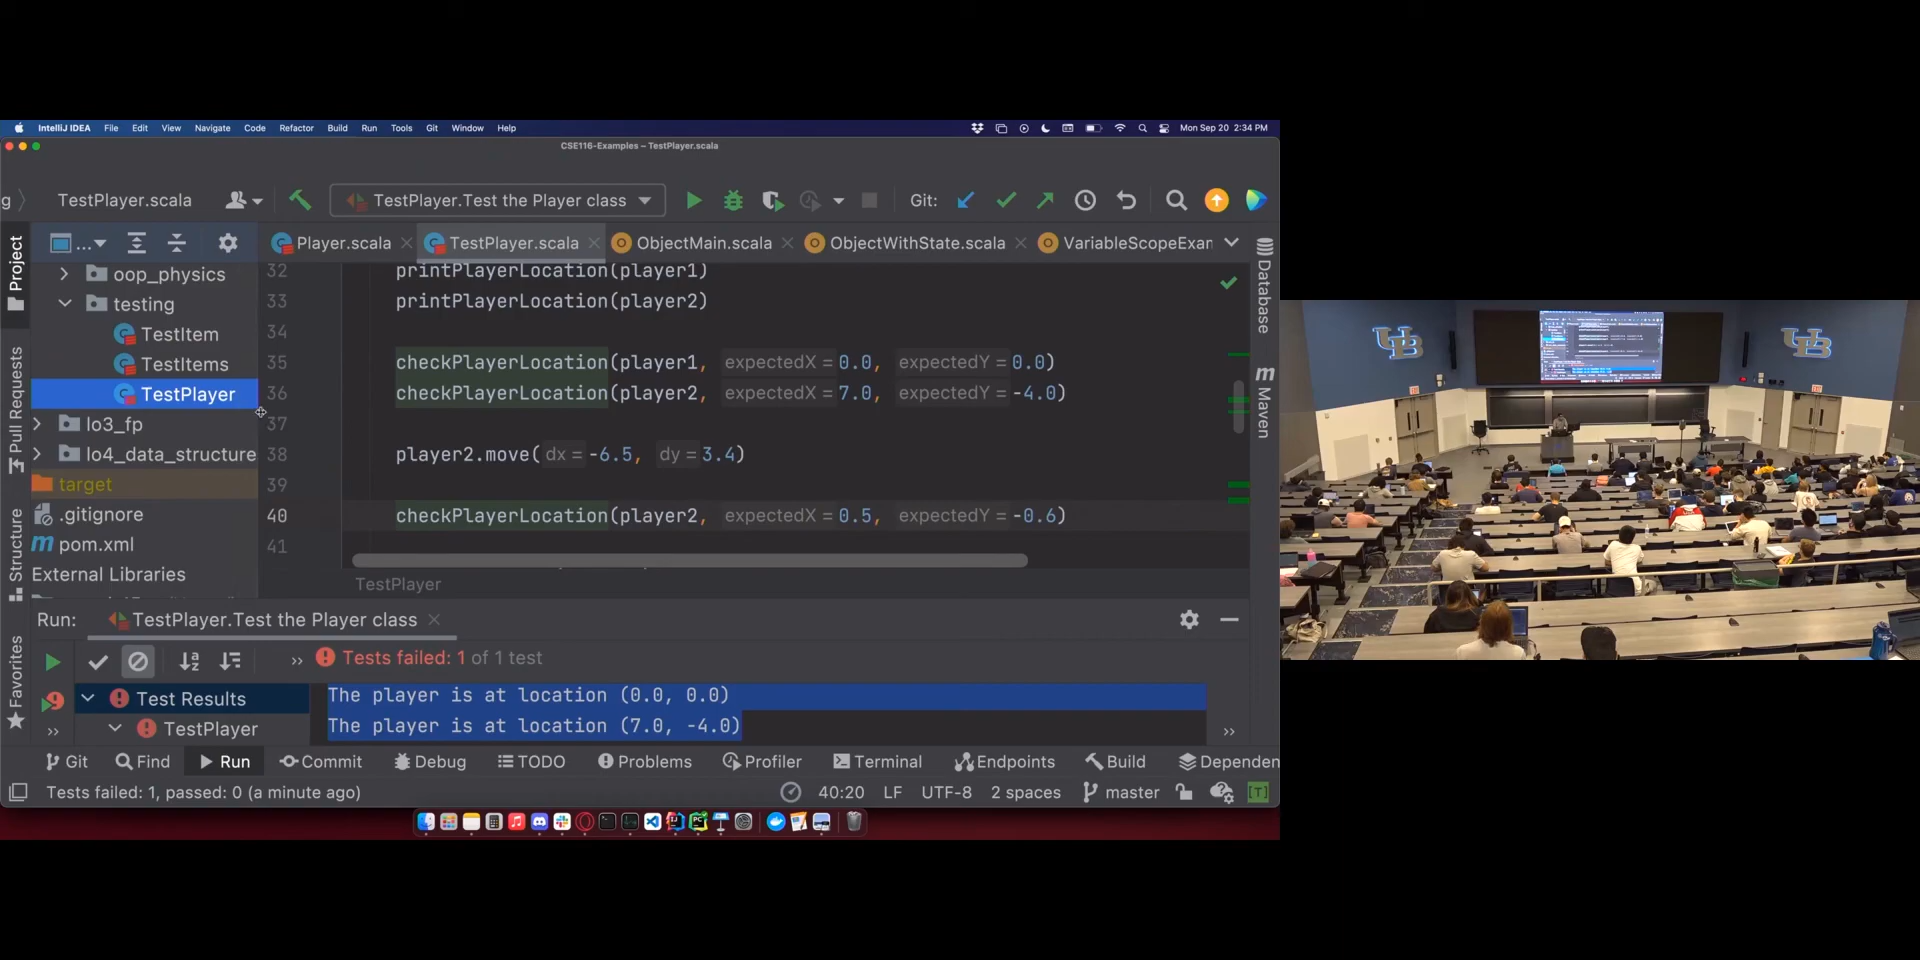 IntelliJ IDEA File Edit View Navigate Code Refactor Build Run Tools Git Window Help Mon Sep 20 2:34 PM
CSE116-Examples – TestPlayer.scala
g TestPlayer.scala TestPlayer.Test the Player class Git:
... Player.scala TestPlayer.scala ObjectMain.scala ObjectWithState.scala VariableScopeExan
Project
Pull Requests
Structure
Favorites
oop_physics
testing
TestItem
TestItems
TestPlayer
lo3_fp
lo4_data_structure
target
.gitignore
m pom.xml
External Libraries
32 printPlayerLocation(player1)
33 printPlayerLocation(player2)
34
35 checkPlayerLocation(player1, expectedX = 0.0, expectedY = 0.0)
36 checkPlayerLocation(player2, expectedX = 7.0, expectedY = -4.0)
37
38 player2.move( dx = -6.5, dy = 3.4)
39
40 checkPlayerLocation(player2, expectedX = 0.5, expectedY = -0.6)
41
TestPlayer
Database
m Maven
Run: TestPlayer.Test the Player class
Tests failed: 1 of 1 test
Test Results
TestPlayer
The player is at location (0.0, 0.0)
The player is at location (7.0, -4.0)
Git Find Run Commit Debug TODO Problems Profiler Terminal Endpoints Build Dependen
Tests failed: 1, passed: 0 (a minute ago) 40:20 LF UTF-8 2 spaces master [T]
UB
UB